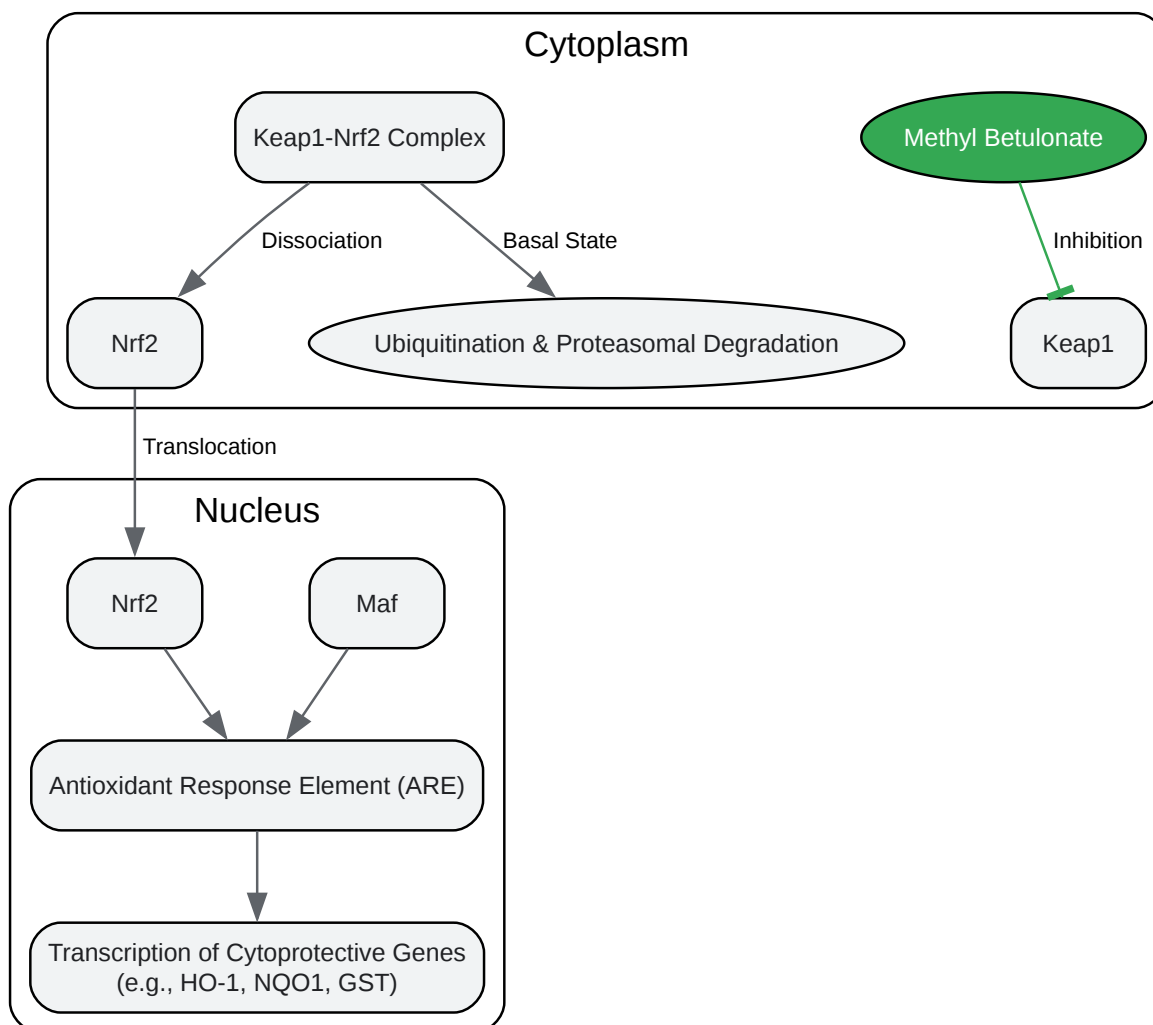 Cytoplasm
Keap1-Nrf2 Complex
Methyl Betulonate
Dissociation
Basal State
Inhibition
Nrf2
Ubiquitination & Proteasomal Degradation
Keap1
Translocation
Nucleus
Nrf2
Maf
Antioxidant Response Element (ARE)
Transcription of Cytoprotective Genes
(e.g., HO-1, NQO1, GST)